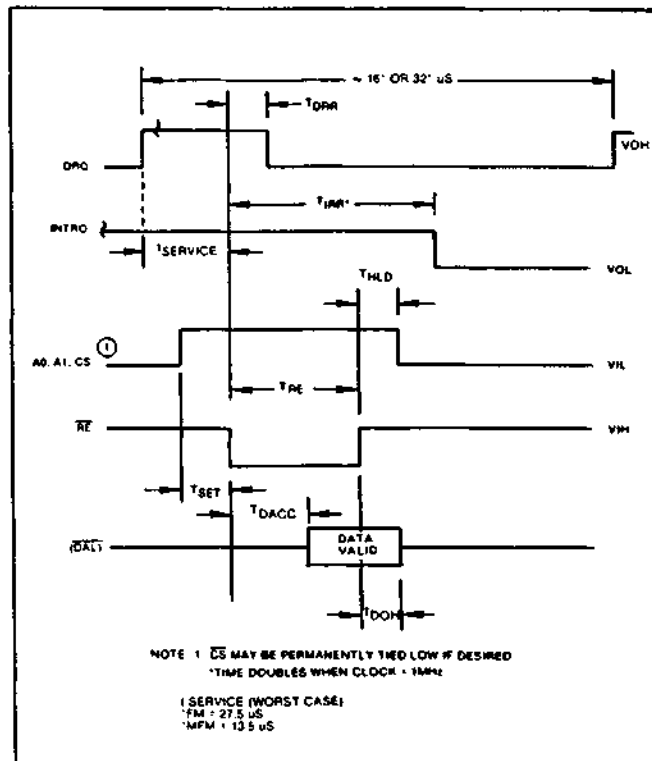 ~ 16* OR 32* uS
TDRR
DRQ
VOH
TIRR*
INTRQ
TSERVICE
VOL
THLD
1
A0, A1, CS
VIL
TRE
RE
VIH
TSET
TDACC
(DAL)
DATA
VALID
TDOH
NOTE 1 CS MAY BE PERMANENTLY TIED LOW IF DESIRED
*TIME DOUBLES WHEN CLOCK = 1MHz
( SERVICE (WORST CASE)
*FM = 27.5 uS
*MFM = 13.5 uS